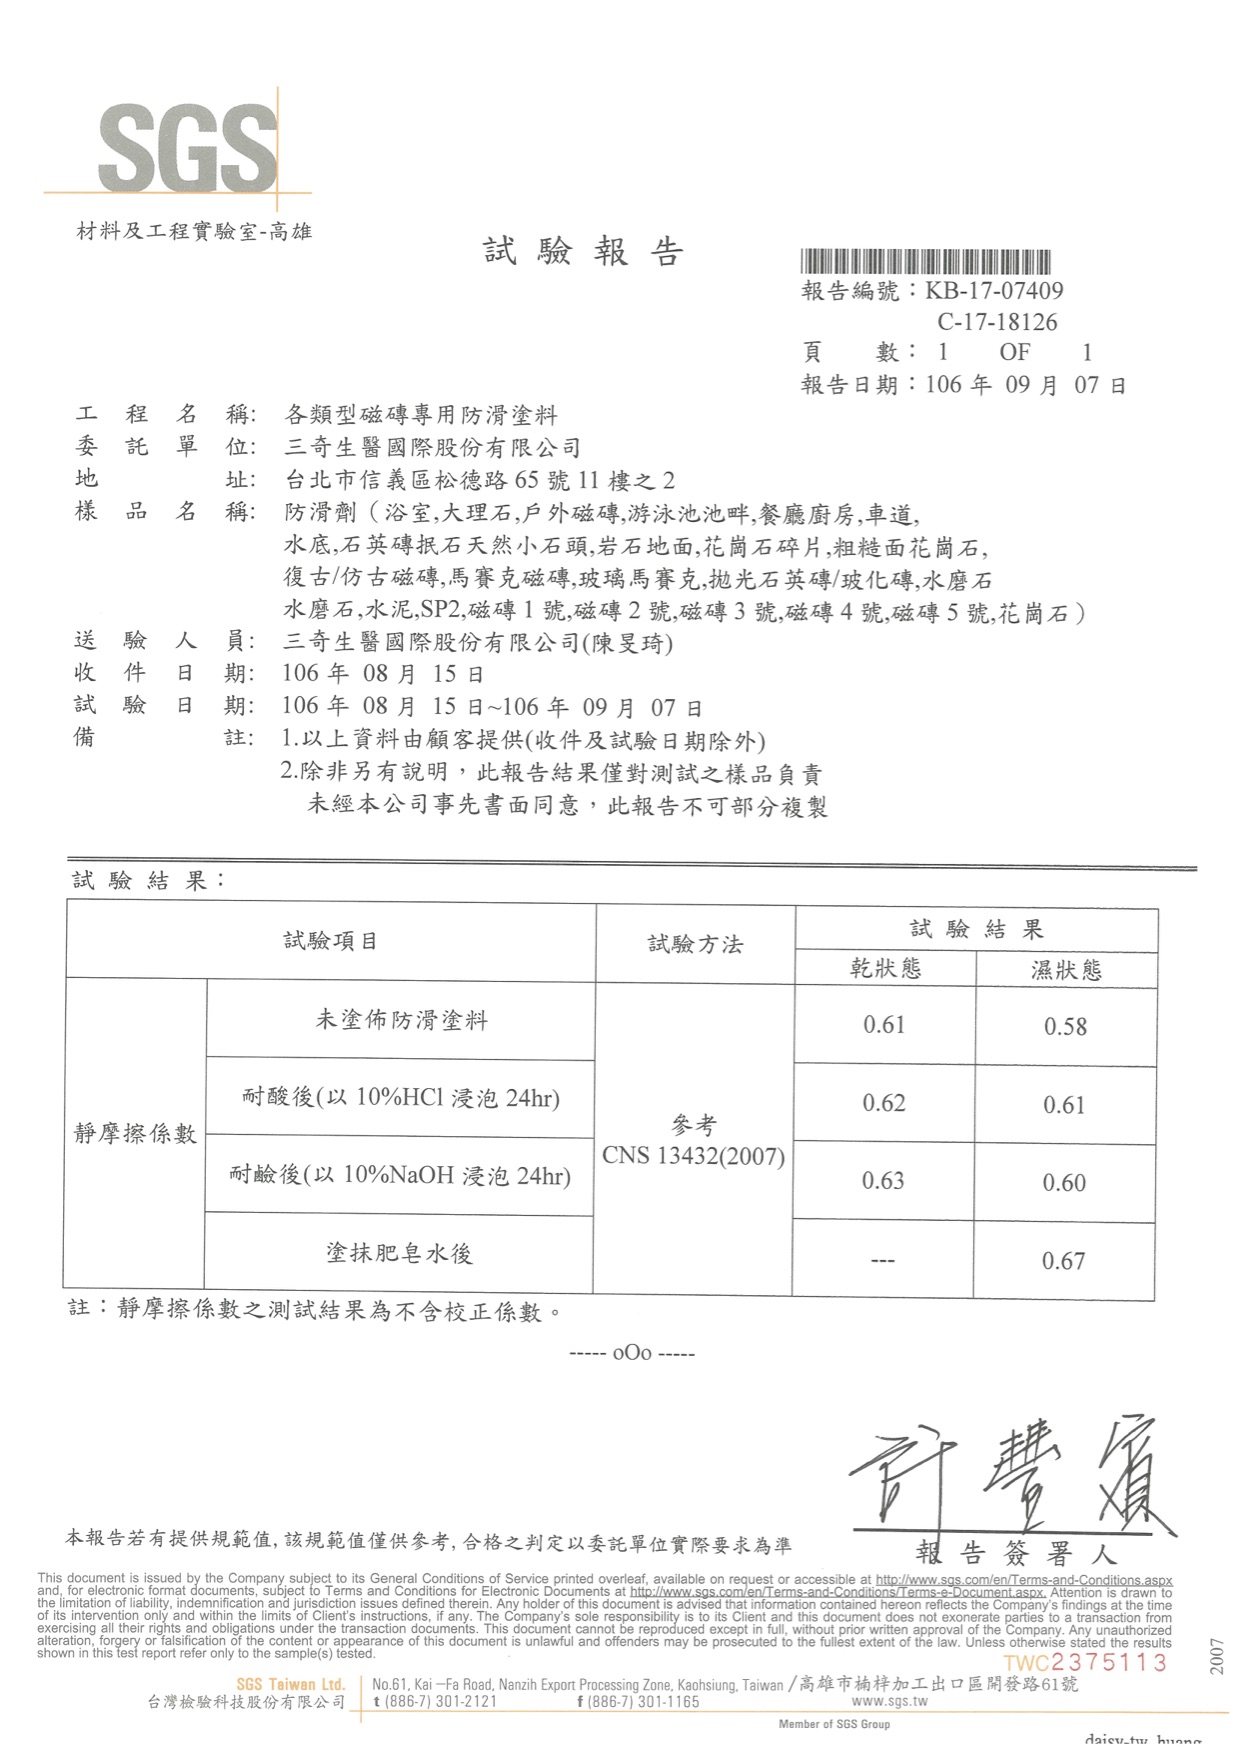 SGS
材料及工程實驗室-高雄
試 驗 報 告
報告編號：KB-17-07409
C-17-18126
頁 數： 1 OF 1
報告日期：106 年 09 月 07 日
工 程 名 稱: 各類型磁磚專用防滑塗料
委 託 單 位: 三奇生醫國際股份有限公司
地 址: 台北市信義區松德路 65 號 11 樓之 2
樣 品 名 稱: 防滑劑（浴室,大理石,戶外磁磚,游泳池池畔,餐廳廚房,車道,
水底,石英磚抿石天然小石頭,岩石地面,花崗石碎片,粗糙面花崗石,
復古/仿古磁磚,馬賽克磁磚,玻璃馬賽克,拋光石英磚/玻化磚,水磨石
水磨石,水泥,SP2,磁磚 1 號,磁磚 2 號,磁磚 3 號,磁磚 4 號,磁磚 5 號,花崗石）
送 驗 人 員: 三奇生醫國際股份有限公司(陳旻琦)
收 件 日 期: 106 年 08 月 15 日
試 驗 日 期: 106 年 08 月 15 日~106 年 09 月 07 日
備 註: 1.以上資料由顧客提供(收件及試驗日期除外)
2.除非另有說明，此報告結果僅對測試之樣品負責
未經本公司事先書面同意，此報告不可部分複製
試 驗 結 果：
試驗項目 試驗方法 試 驗 結 果
乾狀態 濕狀態
靜摩擦係數 參考 CNS 13432(2007)
未塗佈防滑塗料 0.61 0.58
耐酸後(以 10%HCl 浸泡 24hr) 0.62 0.61
耐鹼後(以 10%NaOH 浸泡 24hr) 0.63 0.60
塗抹肥皂水後 --- 0.67
註：靜摩擦係數之測試結果為不含校正係數。
----- oOo -----
許豐濱
本報告若有提供規範值, 該規範值僅供參考, 合格之判定以委託單位實際要求為準
報 告 簽 署 人
This document is issued by the Company subject to its General Conditions of Service printed overleaf, available on request or accessible at http://www.sgs.com/en/Terms-and-Conditions.aspx
and, for electronic format documents, subject to Terms and Conditions for Electronic Documents at http://www.sgs.com/en/Terms-and-Conditions/Terms-e-Document.aspx. Attention is drawn to
the limitation of liability, indemnification and jurisdiction issues defined therein. Any holder of this document is advised that information contained hereon reflects the Company's findings at the time
of its intervention only and within the limits of Client's instructions, if any. The Company's sole responsibility is to its Client and this document does not exonerate parties to a transaction from
exercising all their rights and obligations under the transaction documents. This document cannot be reproduced except in full, without prior written approval of the Company. Any unauthorized
alteration, forgery or falsification of the content or appearance of this document is unlawful and offenders may be prosecuted to the fullest extent of the law. Unless otherwise stated the results
shown in this test report refer only to the sample(s) tested.
TWC2375113
2007
SGS Taiwan Ltd.
台灣檢驗科技股份有限公司
No.61, Kai –Fa Road, Nanzih Export Processing Zone, Kaohsiung, Taiwan /高雄市楠梓加工出口區開發路61號
t (886-7) 301-2121 f (886-7) 301-1165 www.sgs.tw
Member of SGS Group
daisy-tw_huang